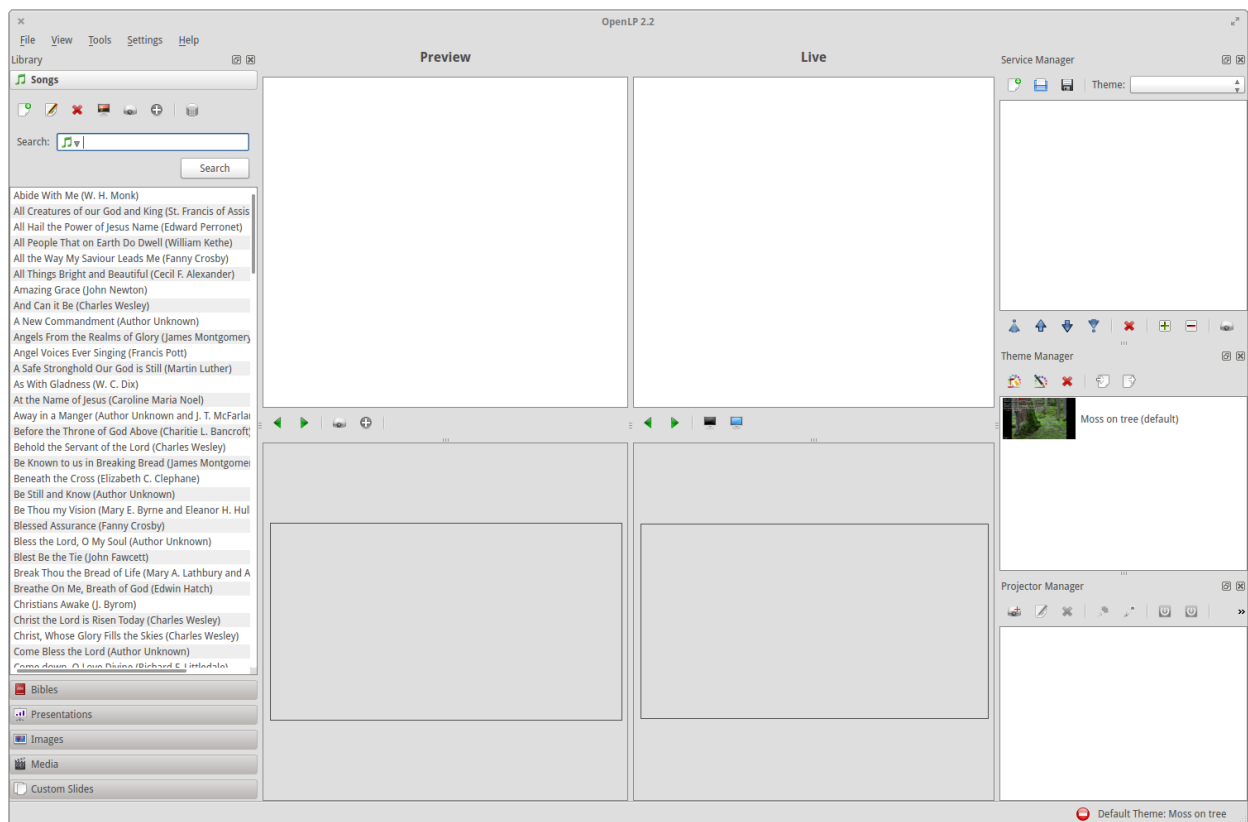 OpenLP 2.2
File View Tools Settings Help
Library
Songs
Search:
Search
Abide With Me (W. H. Monk)
All Creatures of our God and King (St. Francis of Assis
All Hail the Power of Jesus Name (Edward Perronet)
All People That on Earth Do Dwell (William Kethe)
All the Way My Saviour Leads Me (Fanny Crosby)
All Things Bright and Beautiful (Cecil F. Alexander)
Amazing Grace (John Newton)
And Can it Be (Charles Wesley)
A New Commandment (Author Unknown)
Angels From the Realms of Glory (James Montgomery
Angel Voices Ever Singing (Francis Pott)
A Safe Stronghold Our God is Still (Martin Luther)
As With Gladness (W. C. Dix)
At the Name of Jesus (Caroline Maria Noel)
Away in a Manger (Author Unknown and J. T. McFarla
Before the Throne of God Above (Charitie L. Bancroft
Behold the Servant of the Lord (Charles Wesley)
Be Known to us in Breaking Bread (James Montgome
Beneath the Cross (Elizabeth C. Clephane)
Be Still and Know (Author Unknown)
Be Thou my Vision (Mary E. Byrne and Eleanor H. Hul
Blessed Assurance (Fanny Crosby)
Bless the Lord, O My Soul (Author Unknown)
Blest Be the Tie (John Fawcett)
Break Thou the Bread of Life (Mary A. Lathbury and A
Breathe On Me, Breath of God (Edwin Hatch)
Christians Awake (J. Byrom)
Christ the Lord is Risen Today (Charles Wesley)
Christ, Whose Glory Fills the Skies (Charles Wesley)
Come Bless the Lord (Author Unknown)
Come down, O Love Divine (Richard F. Littledale)
Bibles
Presentations
Images
Media
Custom Slides
Preview
Live
Service Manager
Theme:
Theme Manager
Moss on tree (default)
Projector Manager
Default Theme: Moss on tree